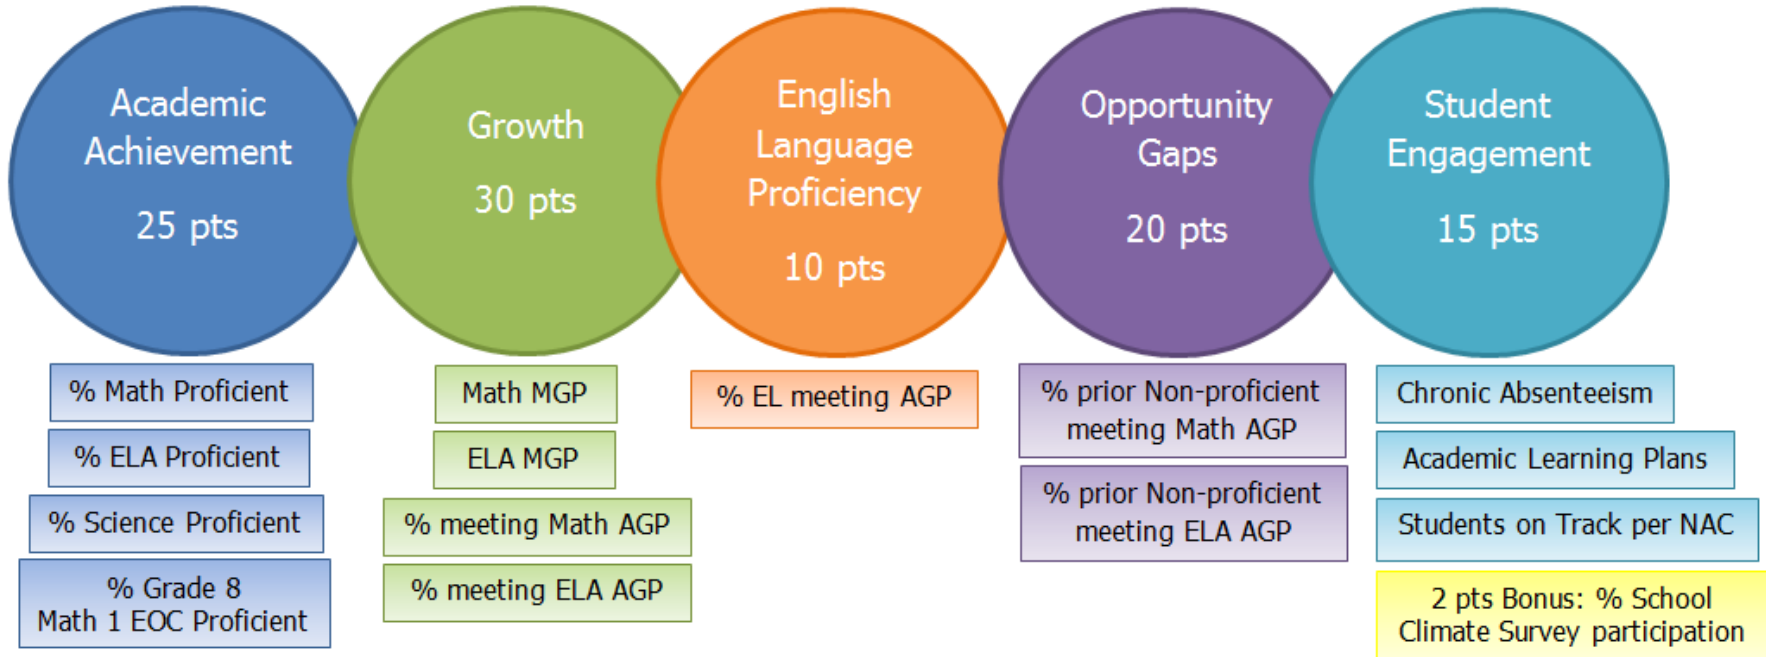 Academic
Achievement
25 pts
% Math Proficient
% ELA Proficient
% Science Proficient
% Grade 8
Math 1 EOC Proficient
Growth
30 pts
Math MGP
ELA MGP
% meeting Math AGP
% meeting ELA AGP
English
Language
Proficiency
10 pts
% EL meeting AGP
Opportunity
Gaps
20 pts
% prior Non-proficient
meeting Math AGP
% prior Non-proficient
meeting ELA AGP
Student
Engagement
15 pts
Chronic Absenteeism
Academic Learning Plans
Students on Track per NAC
2 pts Bonus: % School
Climate Survey participation